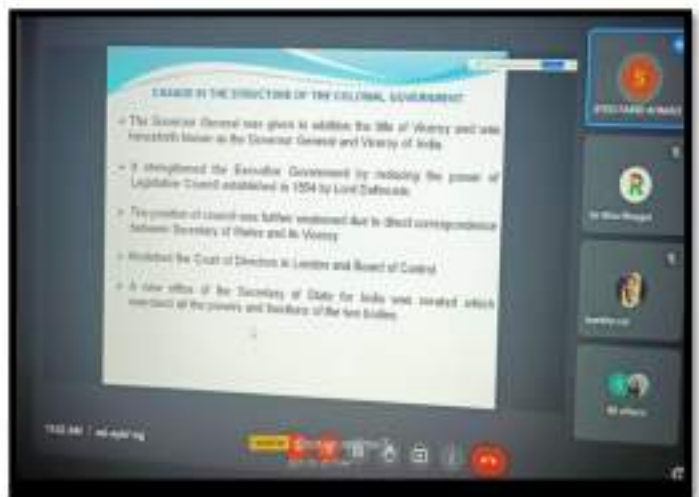 CHANGE IN THE STRUCTURE OF THE COLONIAL GOVERNMENT
The Governor General was given in addition the title of Viceroy and was
henceforth known as the Governor General and Viceroy of India
It strengthened the Executive Government by reducing the power of
Legislative Council established in 1854 by Lord Dalhousie
The position of council was further weakened due to direct correspondence
between Secretary of States and its Viceroy
Abolished the Court of Directors in London and Board of Control
A new office of the Secretary of State for India was created which
exercised all the powers and functions of the two bodies
S
R